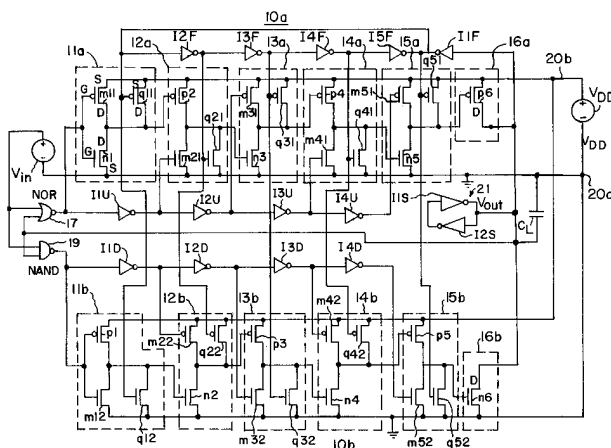 10a
I2F I3F I4F I5F I1F
11a 12a 13a 14a 15a 16a
20b
S S
G m11 q11 p2 m31 p4 m51 q51 p6 S
D D D
D
G n1 m21 q21 n3 q31 m41 q41 n5
S
VDD
VDD
Vin
20a
NOR
17
I1U I2U I3U I4U
I1S 21
Vout
I2S
CL
19
NAND
I1D I2D I3D I4D
11b 12b 13b m42 14b 15b
p1 m22 q22 p3 q42 p5 16b
D
m12 n2 n4 n6
q12 m32 q32 m52 q52
10b